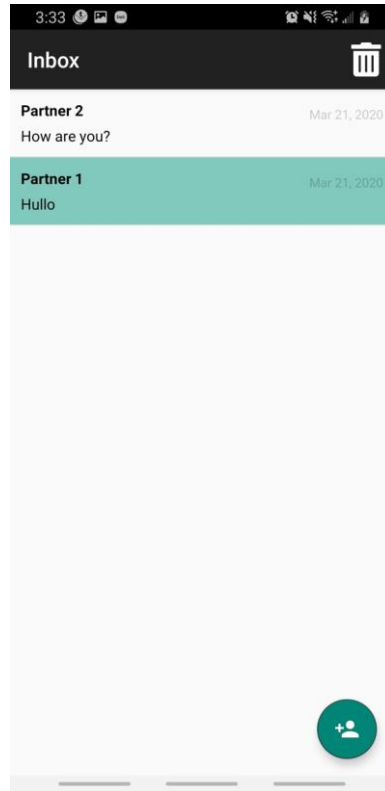 3:33
Inbox
Partner 2
Mar 21, 2020
How are you?
Partner 1
Mar 21, 2020
Hullo